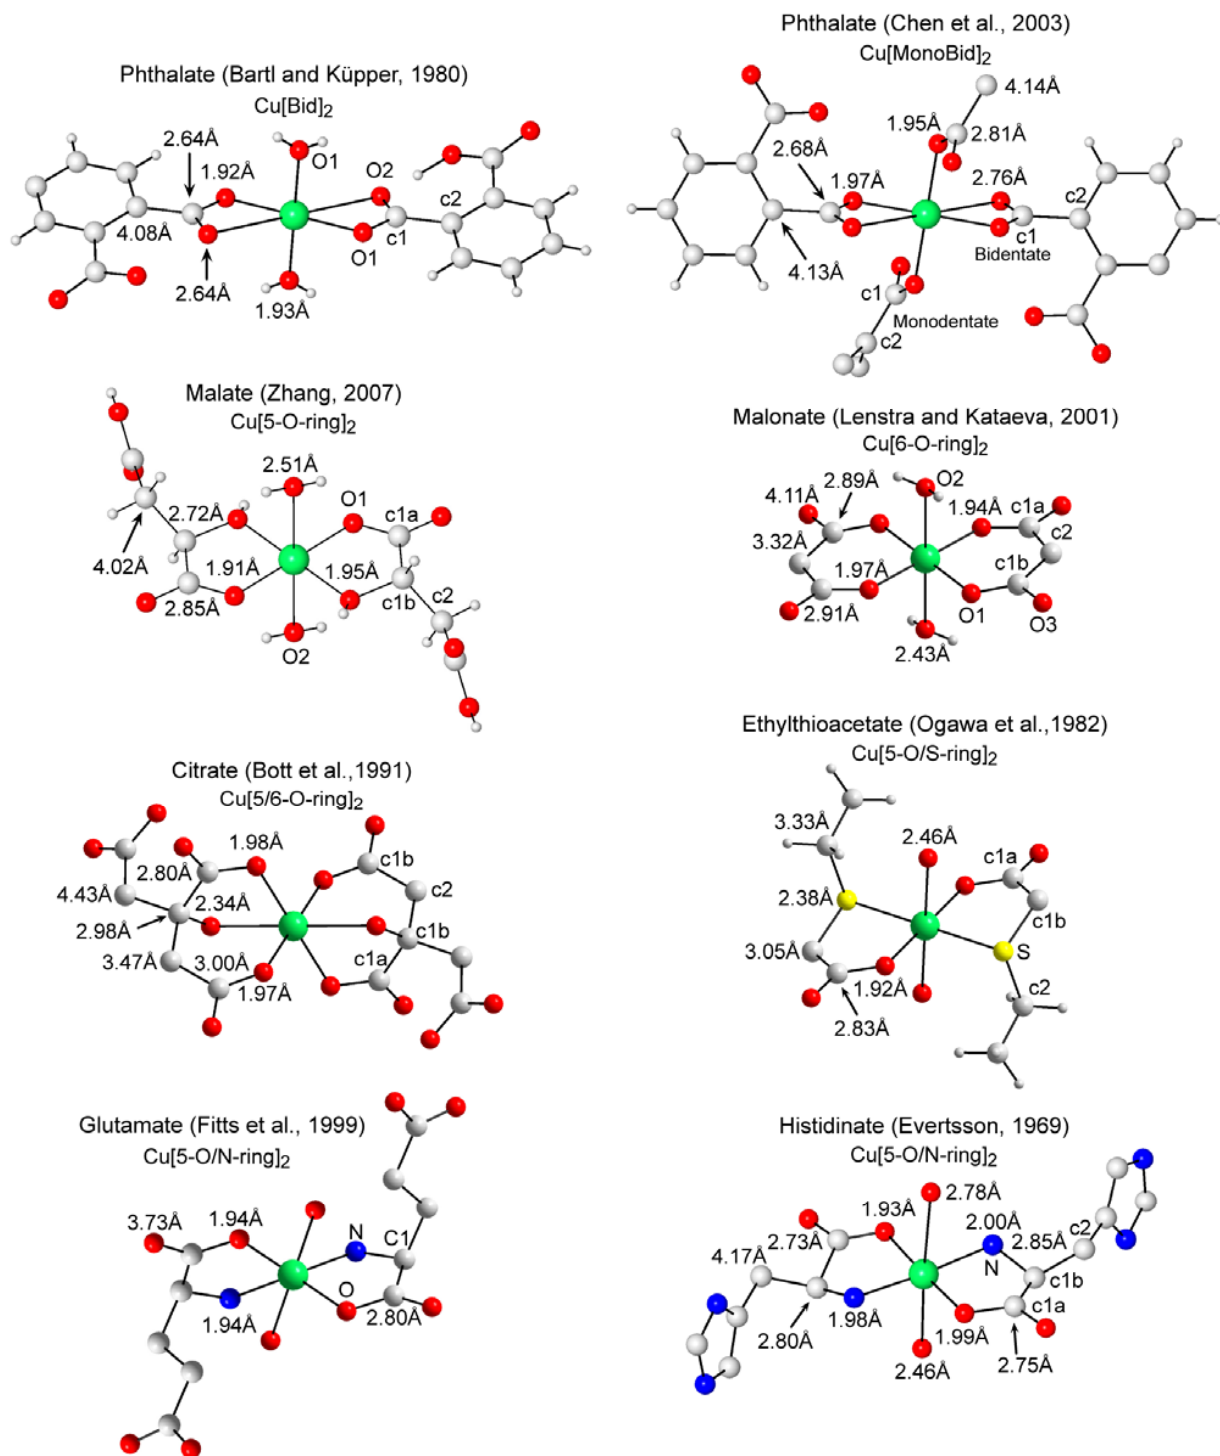 Phthalate (Bartl and Küpper, 1980)
Cu[Bid]2
2.64Å
1.92Å
O1
O2
c2
4.08Å
c1
O1
2.64Å
1.93Å
Phthalate (Chen et al., 2003)
Cu[MonoBid]2
4.14Å
1.95Å
2.81Å
2.68Å
1.97Å
2.76Å
c2
c1
Bidentate
4.13Å
c1
Monodentate
c2
Malate (Zhang, 2007)
Cu[5-O-ring]2
2.51Å
O1
2.72Å
c1a
4.02Å
1.91Å
1.95Å
2.85Å
c1b
c2
O2
Malonate (Lenstra and Kataeva, 2001)
Cu[6-O-ring]2
2.89Å
O2
4.11Å
1.94Å
c1a
3.32Å
c2
1.97Å
c1b
2.91Å
O1
O3
2.43Å
Citrate (Bott et al.,1991)
Cu[5/6-O-ring]2
1.98Å
c1b
2.80Å
c2
4.43Å
2.34Å
2.98Å
c1b
3.47Å
3.00Å
c1a
1.97Å
Ethylthioacetate (Ogawa et al.,1982)
Cu[5-O/S-ring]2
3.33Å
2.46Å
c1a
2.38Å
c1b
3.05Å
S
1.92Å
c2
2.83Å
Glutamate (Fitts et al., 1999)
Cu[5-O/N-ring]2
3.73Å
1.94Å
N
C1
O
1.94Å
2.80Å
Histidinate (Evertsson, 1969)
Cu[5-O/N-ring]2
2.78Å
1.93Å
2.00Å
c2
2.73Å
2.85Å
4.17Å
N
c1b
c1a
2.80Å
1.98Å
1.99Å
2.46Å
2.75Å